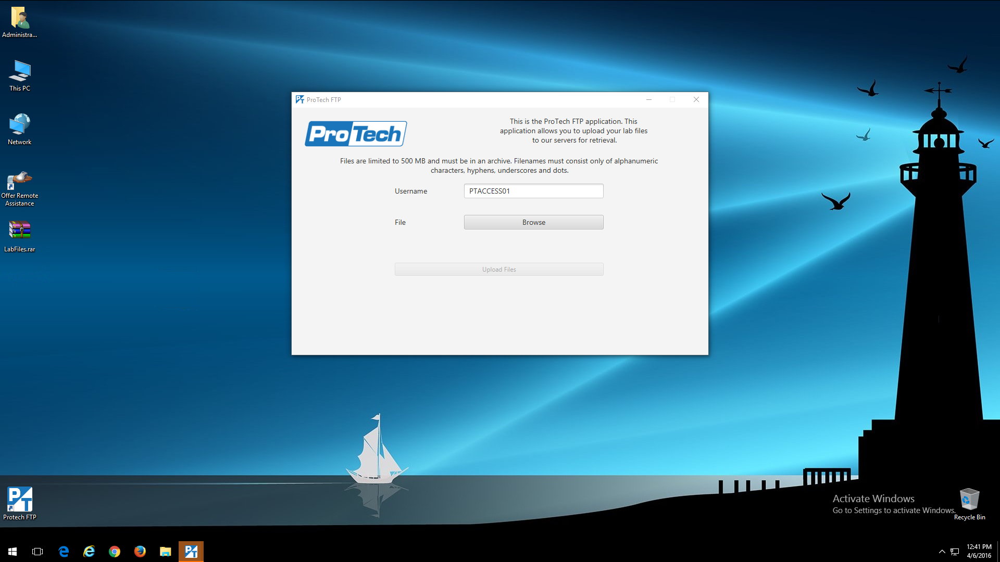 Administra...
This PC
Network
Offer Remote
Assistance
LabFiles.rar
PT
Protech FTP
PT ProTech FTP
ProTech
This is the ProTech FTP application. This
application allows you to upload your lab files
to our servers for retrieval.
Files are limited to 500 MB and must be in an archive. Filenames must consist only of alphanumeric
characters, hyphens, underscores and dots.
Username
PTACCESS01
File
Browse
Upload Files
Activate Windows
Go to Settings to activate Windows.
Recycle Bin
PT
12:41 PM
4/6/2016